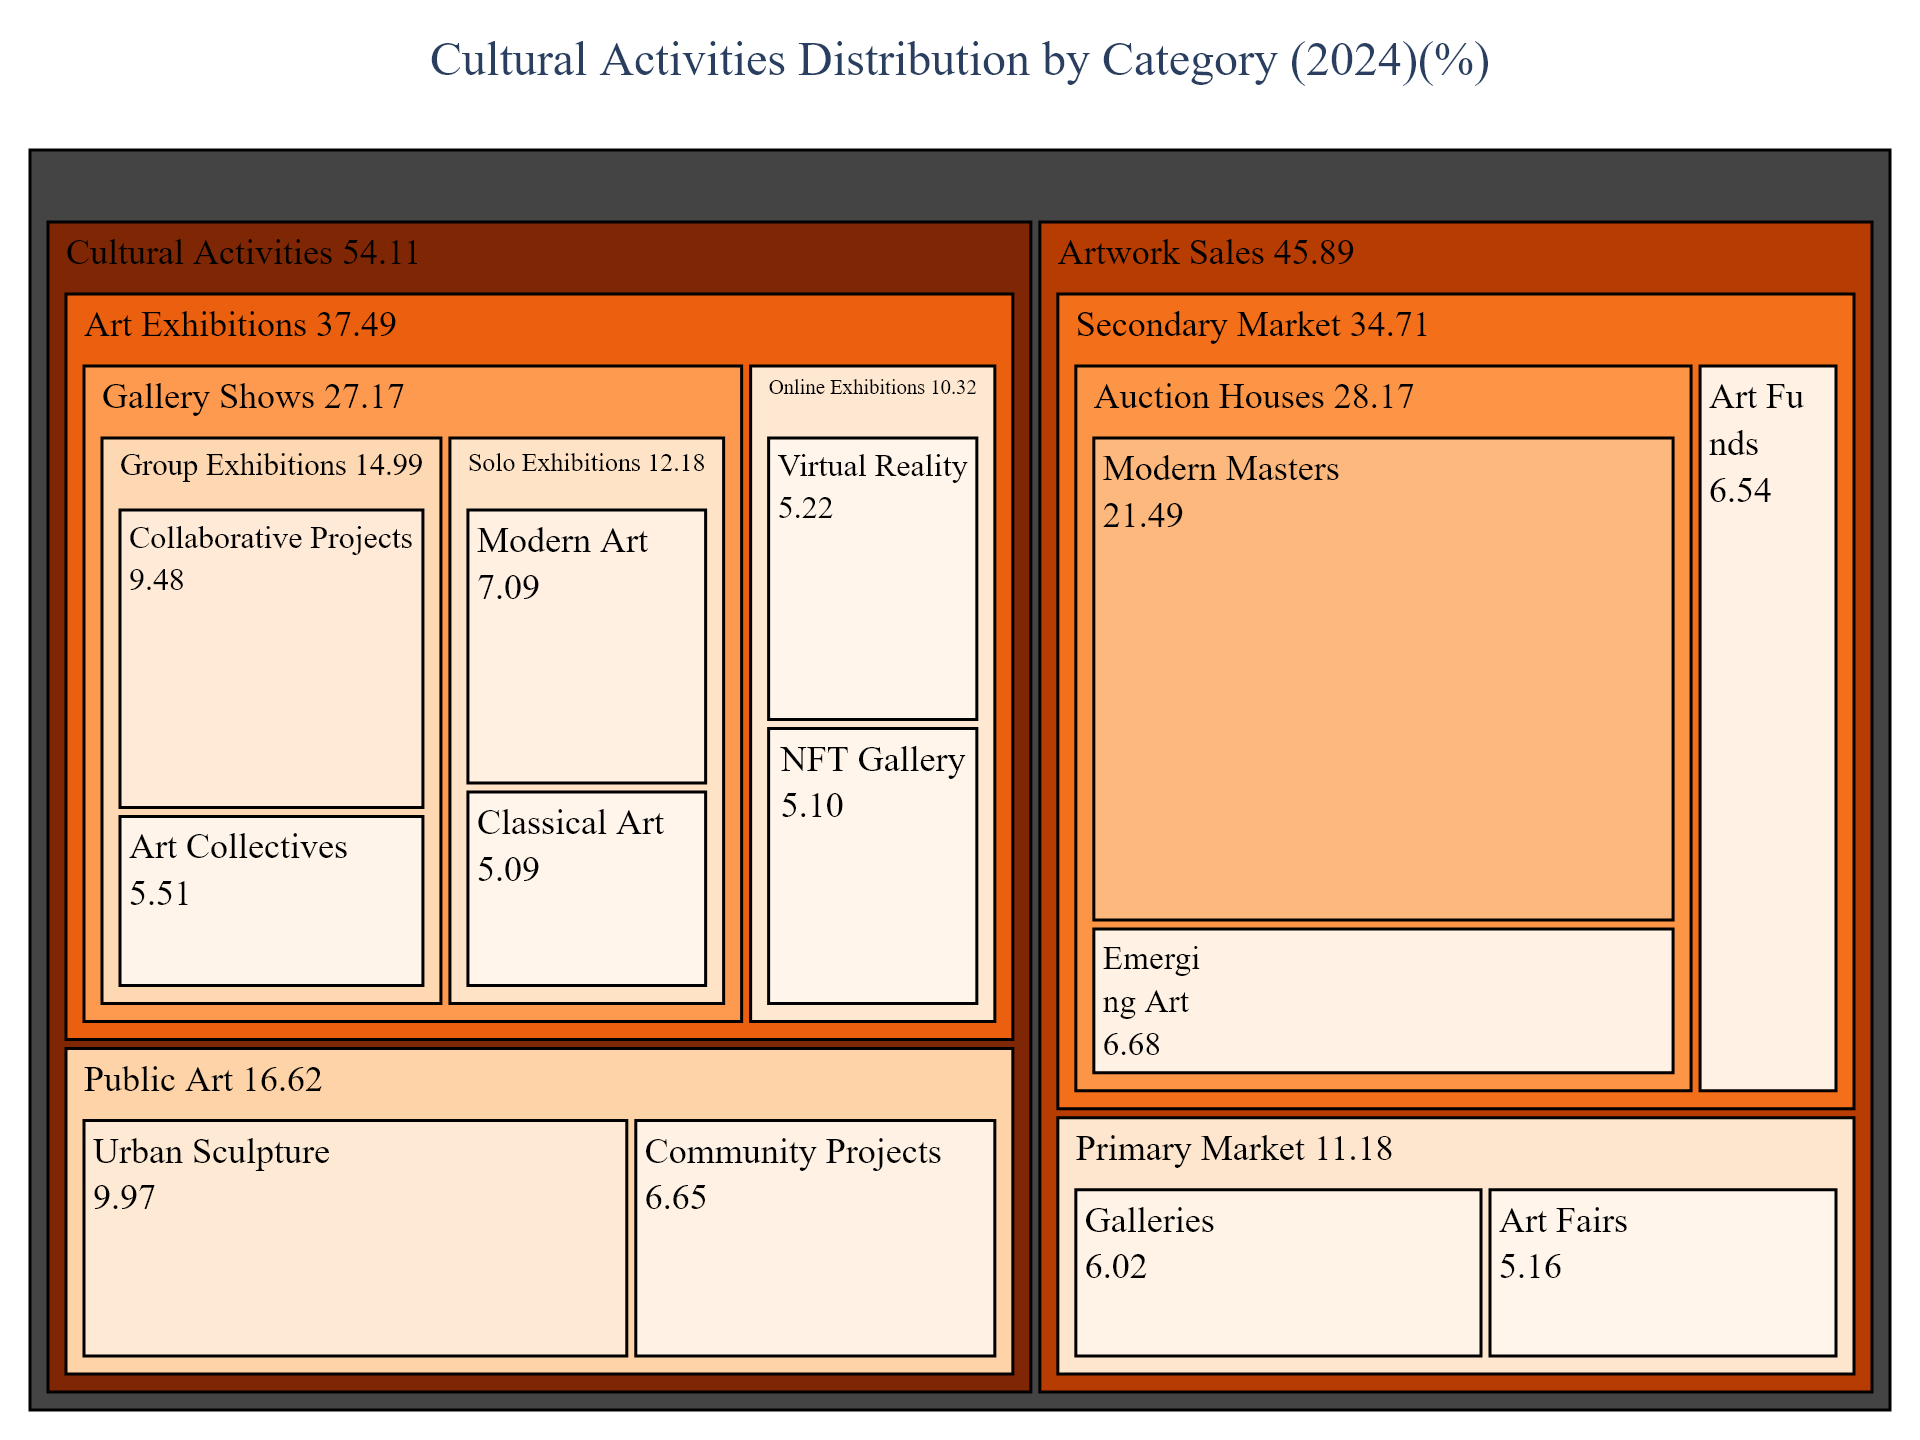 Cultural Activities Distribution by Category (2024)(%)
Cultural Activities 54.11
Art Exhibitions 37.49
Gallery Shows 27.17
Group Exhibitions 14.99
Collaborative Projects
9.48
Art Collectives
5.51
Solo Exhibitions 12.18
Modern Art
7.09
Classical Art
5.09
Online Exhibitions 10.32
Virtual Reality
5.22
NFT Gallery
5.10
Public Art 16.62
Urban Sculpture
9.97
Community Projects
6.65
Artwork Sales 45.89
Secondary Market 34.71
Auction Houses 28.17
Modern Masters
21.49
Emergi
ng Art
6.68
Art Fu
nds
6.54
Primary Market 11.18
Galleries
6.02
Art Fairs
5.16